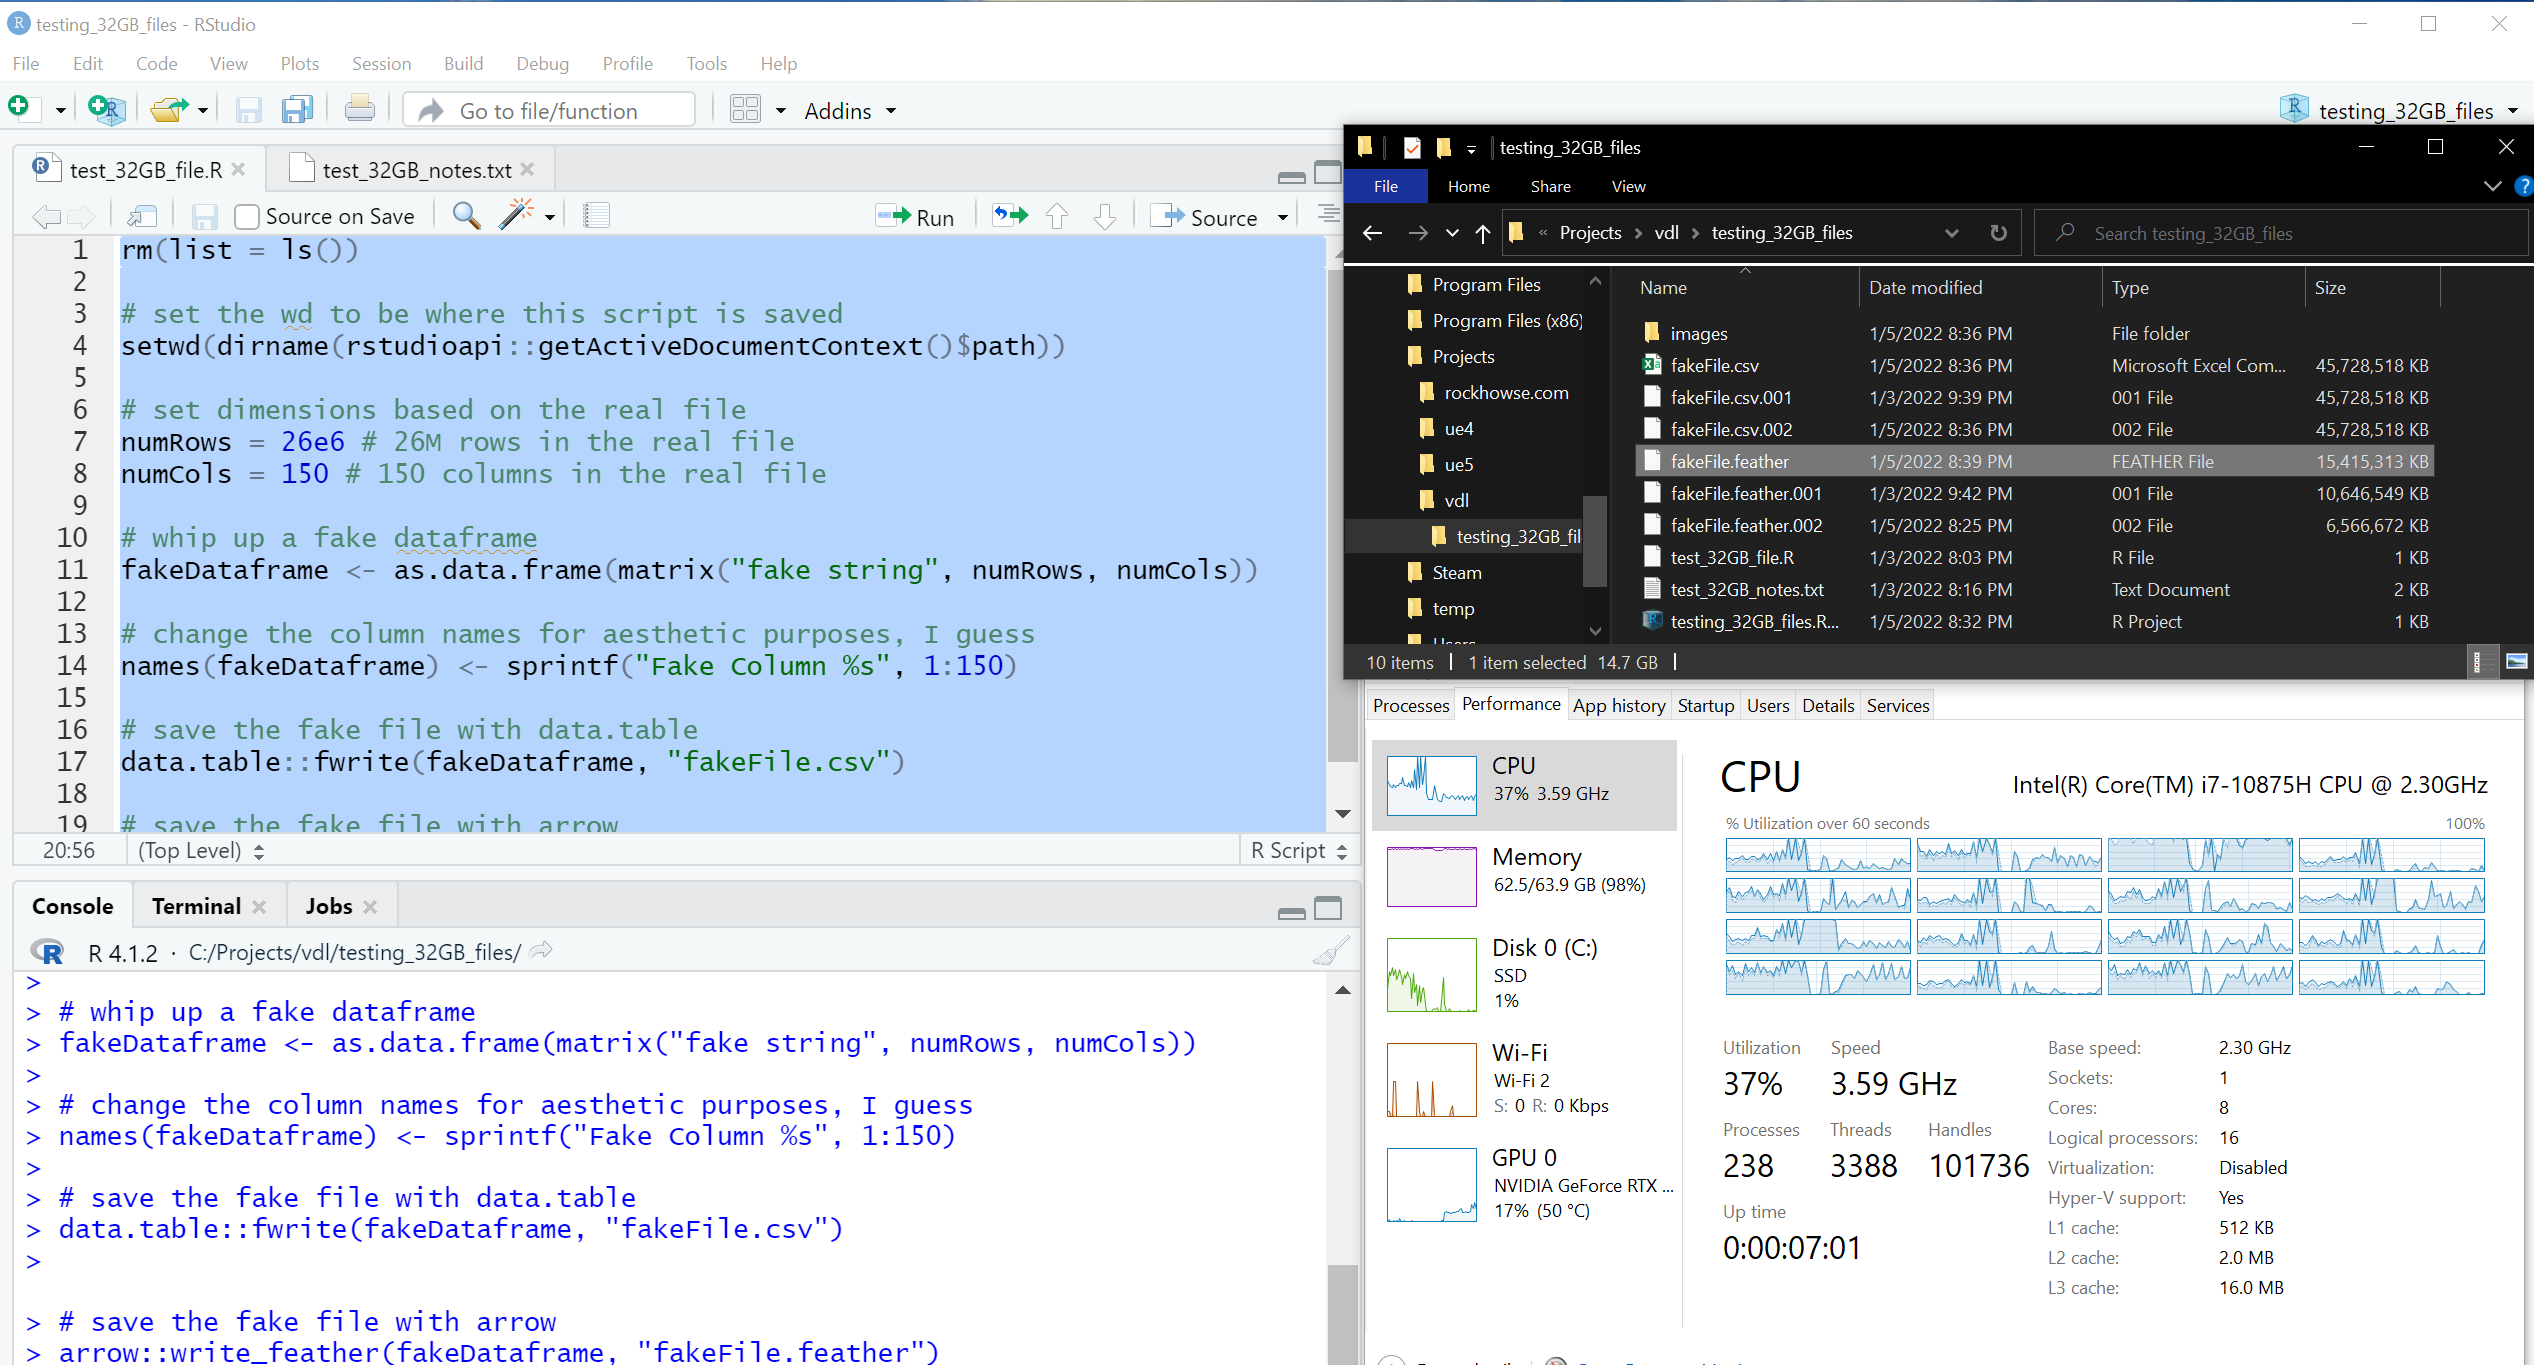 testing_32GB_files - RStudio
File Edit Code View Plots Session Build Debug Profile Tools Help
Go to file/function Addins testing_32GB_files
test_32GB_file.R test_32GB_notes.txt
Source on Save Run Source
1 rm(list = ls())
2
3 # set the wd to be where this script is saved
4 setwd(dirname(rstudioapi::getActiveDocumentContext()$path))
5
6 # set dimensions based on the real file
7 numRows = 26e6 # 26M rows in the real file
8 numCols = 150 # 150 columns in the real file
9
10 # whip up a fake dataframe
11 fakeDataframe <- as.data.frame(matrix("fake string", numRows, numCols))
12
13 # change the column names for aesthetic purposes, I guess
14 names(fakeDataframe) <- sprintf("Fake Column %s", 1:150)
15
16 # save the fake file with data.table
17 data.table::fwrite(fakeDataframe, "fakeFile.csv")
18
19 # save the fake file with arrow
20:56 (Top Level) R Script
Console Terminal Jobs
R 4.1.2 · C:/Projects/vdl/testing_32GB_files/
>
> # whip up a fake dataframe
> fakeDataframe <- as.data.frame(matrix("fake string", numRows, numCols))
>
> # change the column names for aesthetic purposes, I guess
> names(fakeDataframe) <- sprintf("Fake Column %s", 1:150)
>
> # save the fake file with data.table
> data.table::fwrite(fakeDataframe, "fakeFile.csv")
>
> # save the fake file with arrow
> arrow::write_feather(fakeDataframe, "fakeFile.feather")
testing_32GB_files
File Home Share View
« Projects > vdl > testing_32GB_files Search testing_32GB_files
Program Files
Program Files (x86)
Projects
rockhowse.com
ue4
ue5
vdl
testing_32GB_fil
Steam
temp
Users
Name Date modified Type Size
images 1/5/2022 8:36 PM File folder
fakeFile.csv 1/5/2022 8:36 PM Microsoft Excel Com... 45,728,518 KB
fakeFile.csv.001 1/3/2022 9:39 PM 001 File 45,728,518 KB
fakeFile.csv.002 1/5/2022 8:36 PM 002 File 45,728,518 KB
fakeFile.feather 1/5/2022 8:39 PM FEATHER File 15,415,313 KB
fakeFile.feather.001 1/3/2022 9:42 PM 001 File 10,646,549 KB
fakeFile.feather.002 1/5/2022 8:25 PM 002 File 6,566,672 KB
test_32GB_file.R 1/3/2022 8:03 PM R File 1 KB
test_32GB_notes.txt 1/3/2022 8:16 PM Text Document 2 KB
testing_32GB_files.R... 1/5/2022 8:32 PM R Project 1 KB
10 items 1 item selected 14.7 GB
Processes Performance App history Startup Users Details Services
CPU
37% 3.59 GHz
Memory
62.5/63.9 GB (98%)
Disk 0 (C:)
SSD
1%
Wi-Fi
Wi-Fi 2
S: 0 R: 0 Kbps
GPU 0
NVIDIA GeForce RTX ...
17% (50 °C)
CPU Intel(R) Core(TM) i7-10875H CPU @ 2.30GHz
% Utilization over 60 seconds 100%
Utilization Speed
37% 3.59 GHz
Processes Threads Handles
238 3388 101736
Up time
0:00:07:01
Base speed: 2.30 GHz
Sockets: 1
Cores: 8
Logical processors: 16
Virtualization: Disabled
Hyper-V support: Yes
L1 cache: 512 KB
L2 cache: 2.0 MB
L3 cache: 16.0 MB